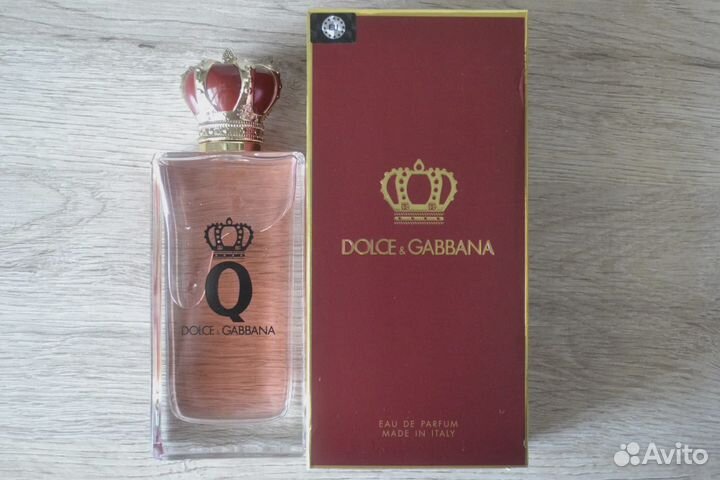 Q
DOLCE & GABBANA
DOLCE & GABBANA
EAU DE PARFUM
MADE IN ITALY
Avito